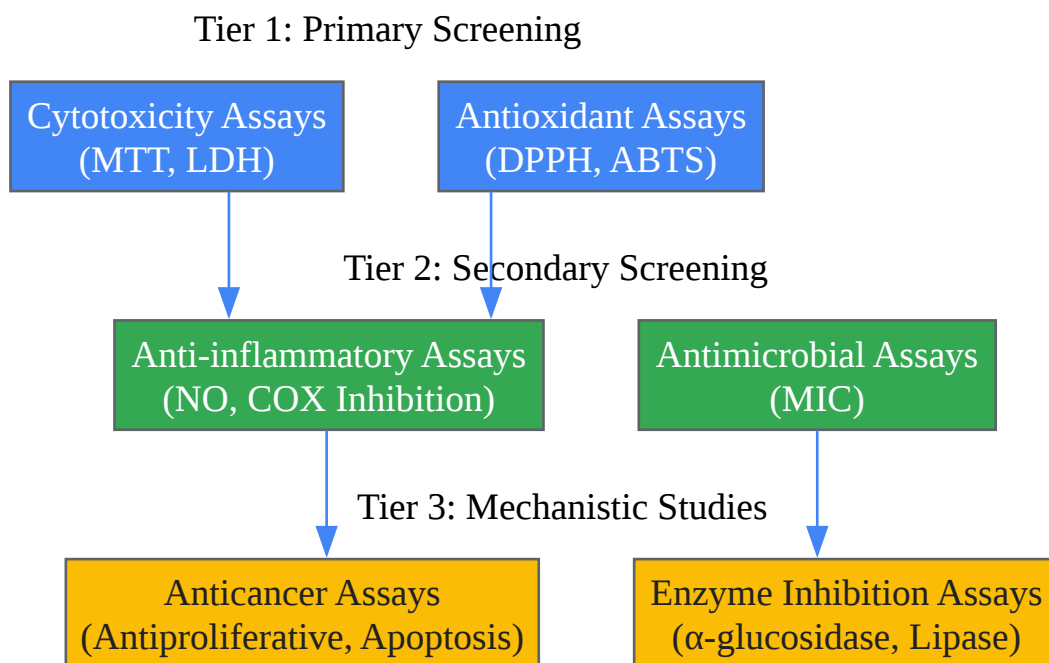 Tier 1: Primary Screening
Cytotoxicity Assays
(MTT, LDH)
Antioxidant Assays
(DPPH, ABTS)
Tier 2: Secondary Screening
Anti-inflammatory Assays
(NO, COX Inhibition)
Antimicrobial Assays
(MIC)
Tier 3: Mechanistic Studies
Anticancer Assays
(Antiproliferative, Apoptosis)
Enzyme Inhibition Assays
(α-glucosidase, Lipase)